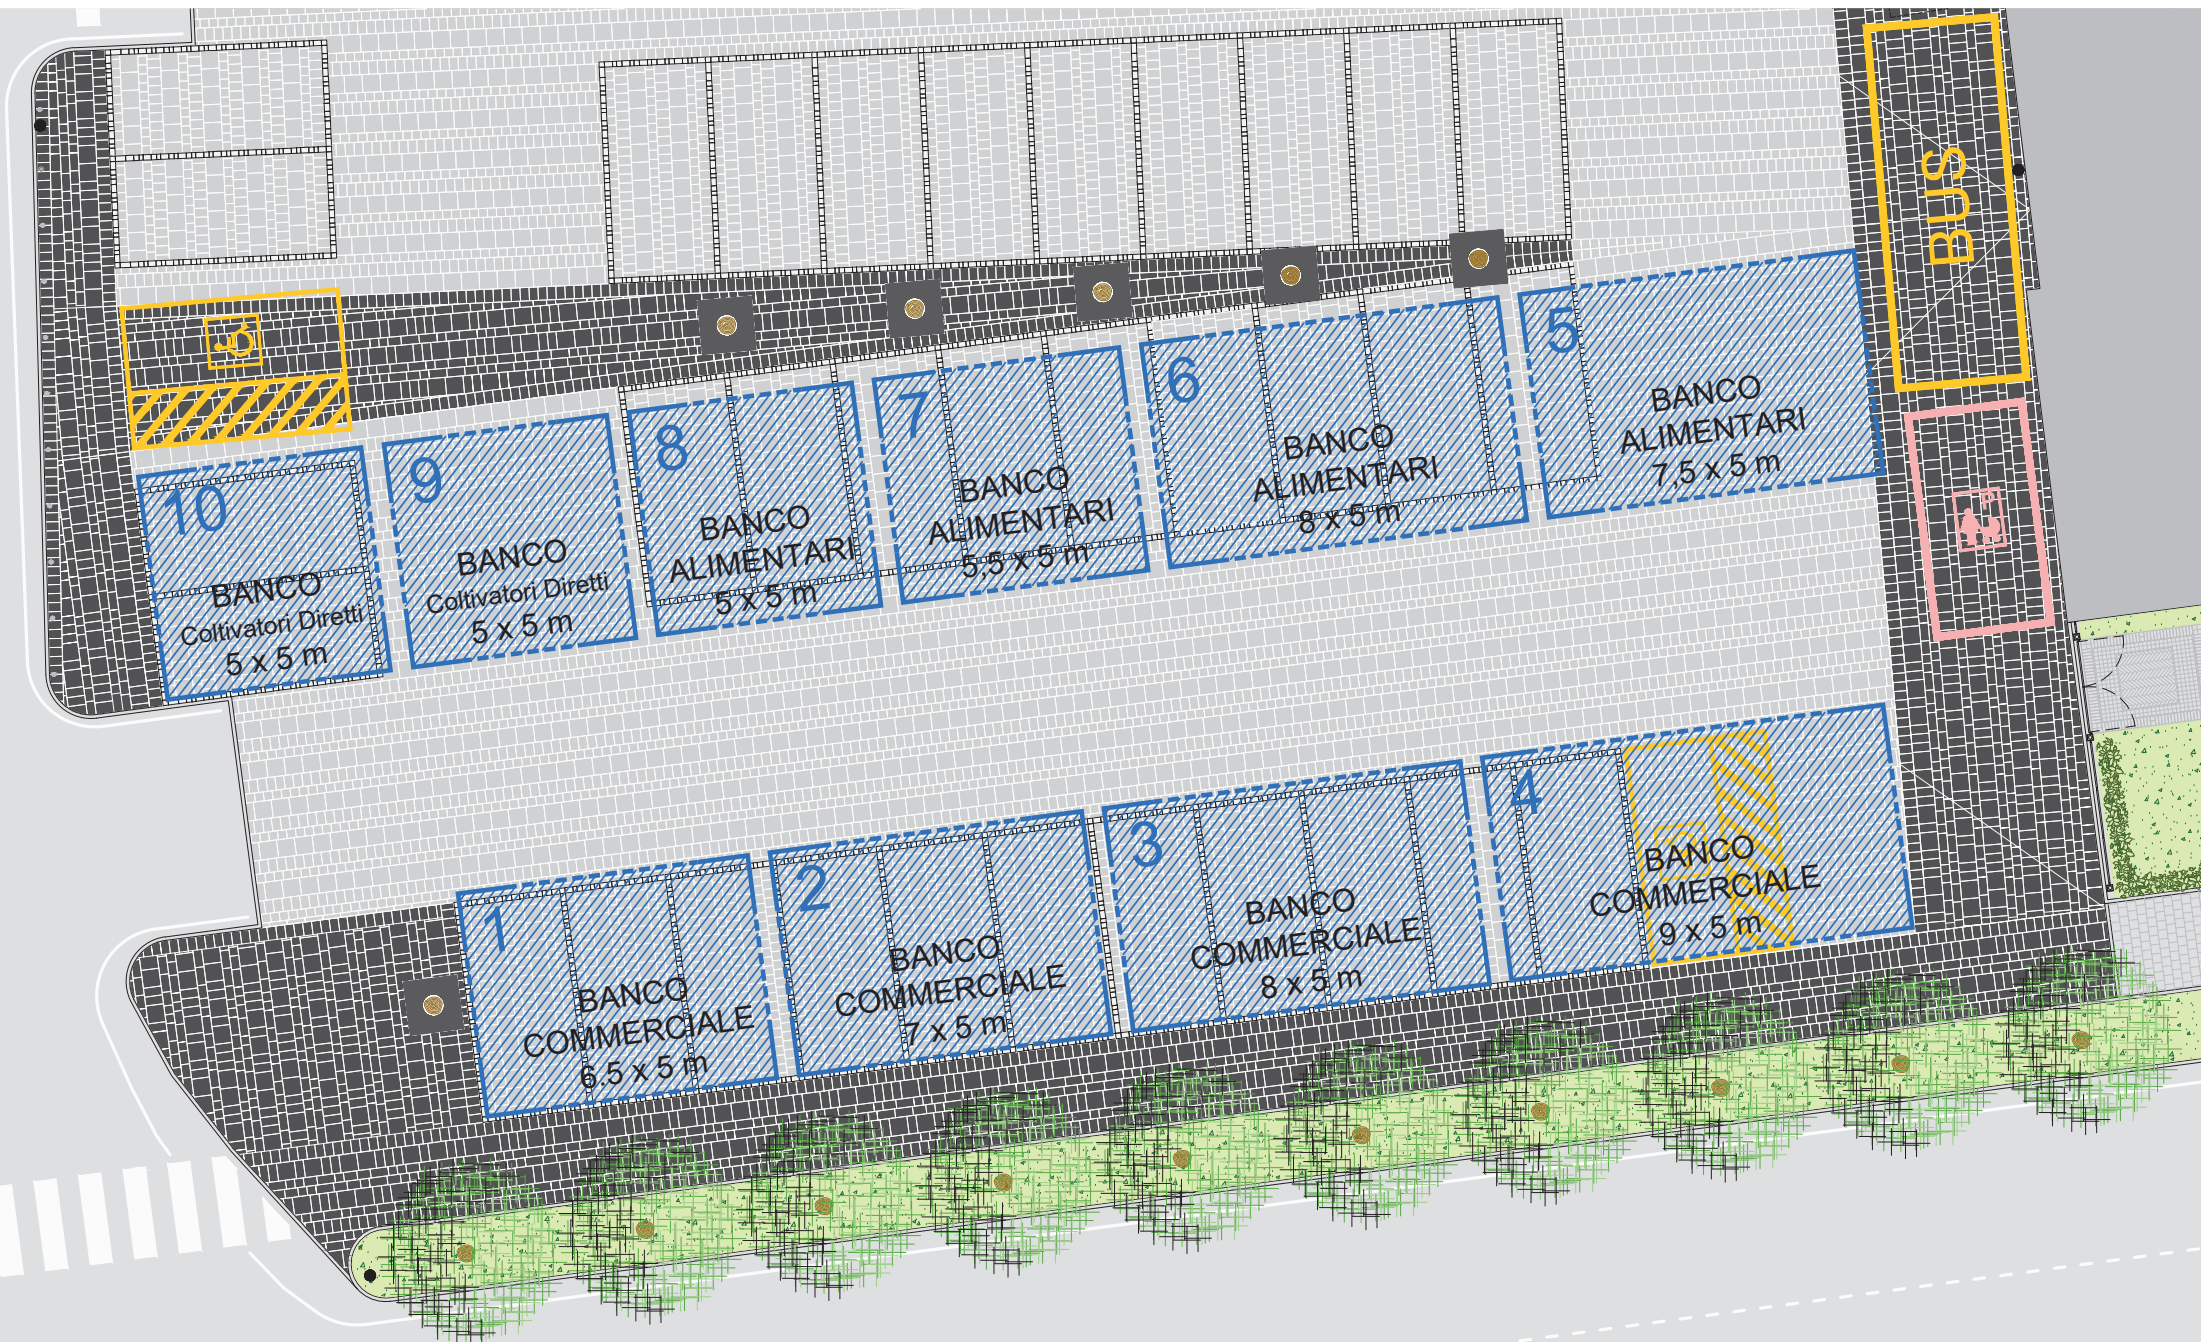 BUS
5
BANCO
ALIMENTARI
7,5 x 5 m
6
BANCO
ALIMENTARI
8 x 5 m
7
BANCO
ALIMENTARI
5,5 x 5 m
8
BANCO
ALIMENTARI
5 x 5 m
9
BANCO
Coltivatori Diretti
5 x 5 m
10
BANCO
Coltivatori Diretti
5 x 5 m
1
BANCO
COMMERCIALE
6.5 x 5 m
2
BANCO
COMMERCIALE
7 x 5 m
3
BANCO
COMMERCIALE
8 x 5 m
4
BANCO
COMMERCIALE
9 x 5 m